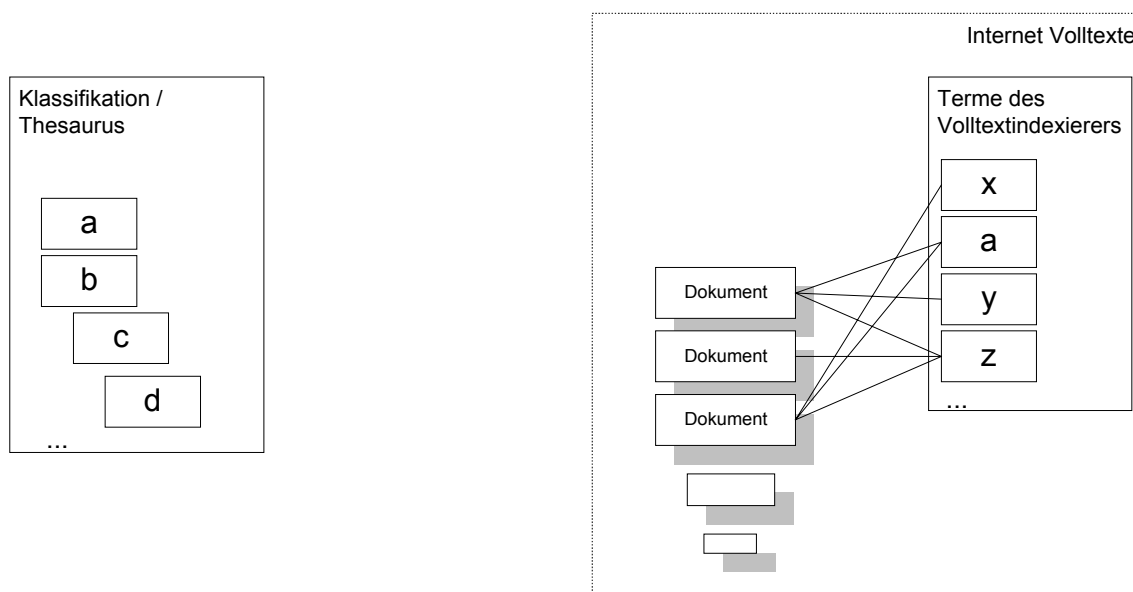 Internet Volltexte
Klassifikation /
Thesaurus
a
b
c
d
...
Dokument
Dokument
Dokument
Terme des
Volltextindexierers
x
a
y
z
...